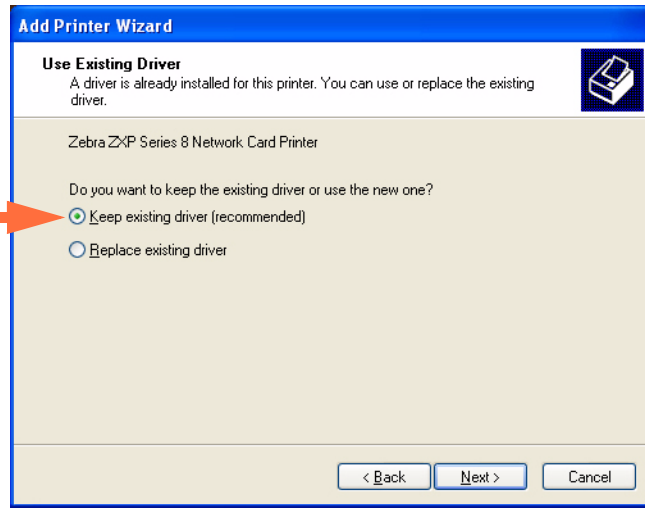 Add Printer Wizard
Use Existing Driver
A driver is already installed for this printer. You can use or replace the existing
driver.
Zebra ZXP Series 8 Network Card Printer
Do you want to keep the existing driver or use the new one?
Keep existing driver (recommended)
Replace existing driver
< Back
Next >
Cancel